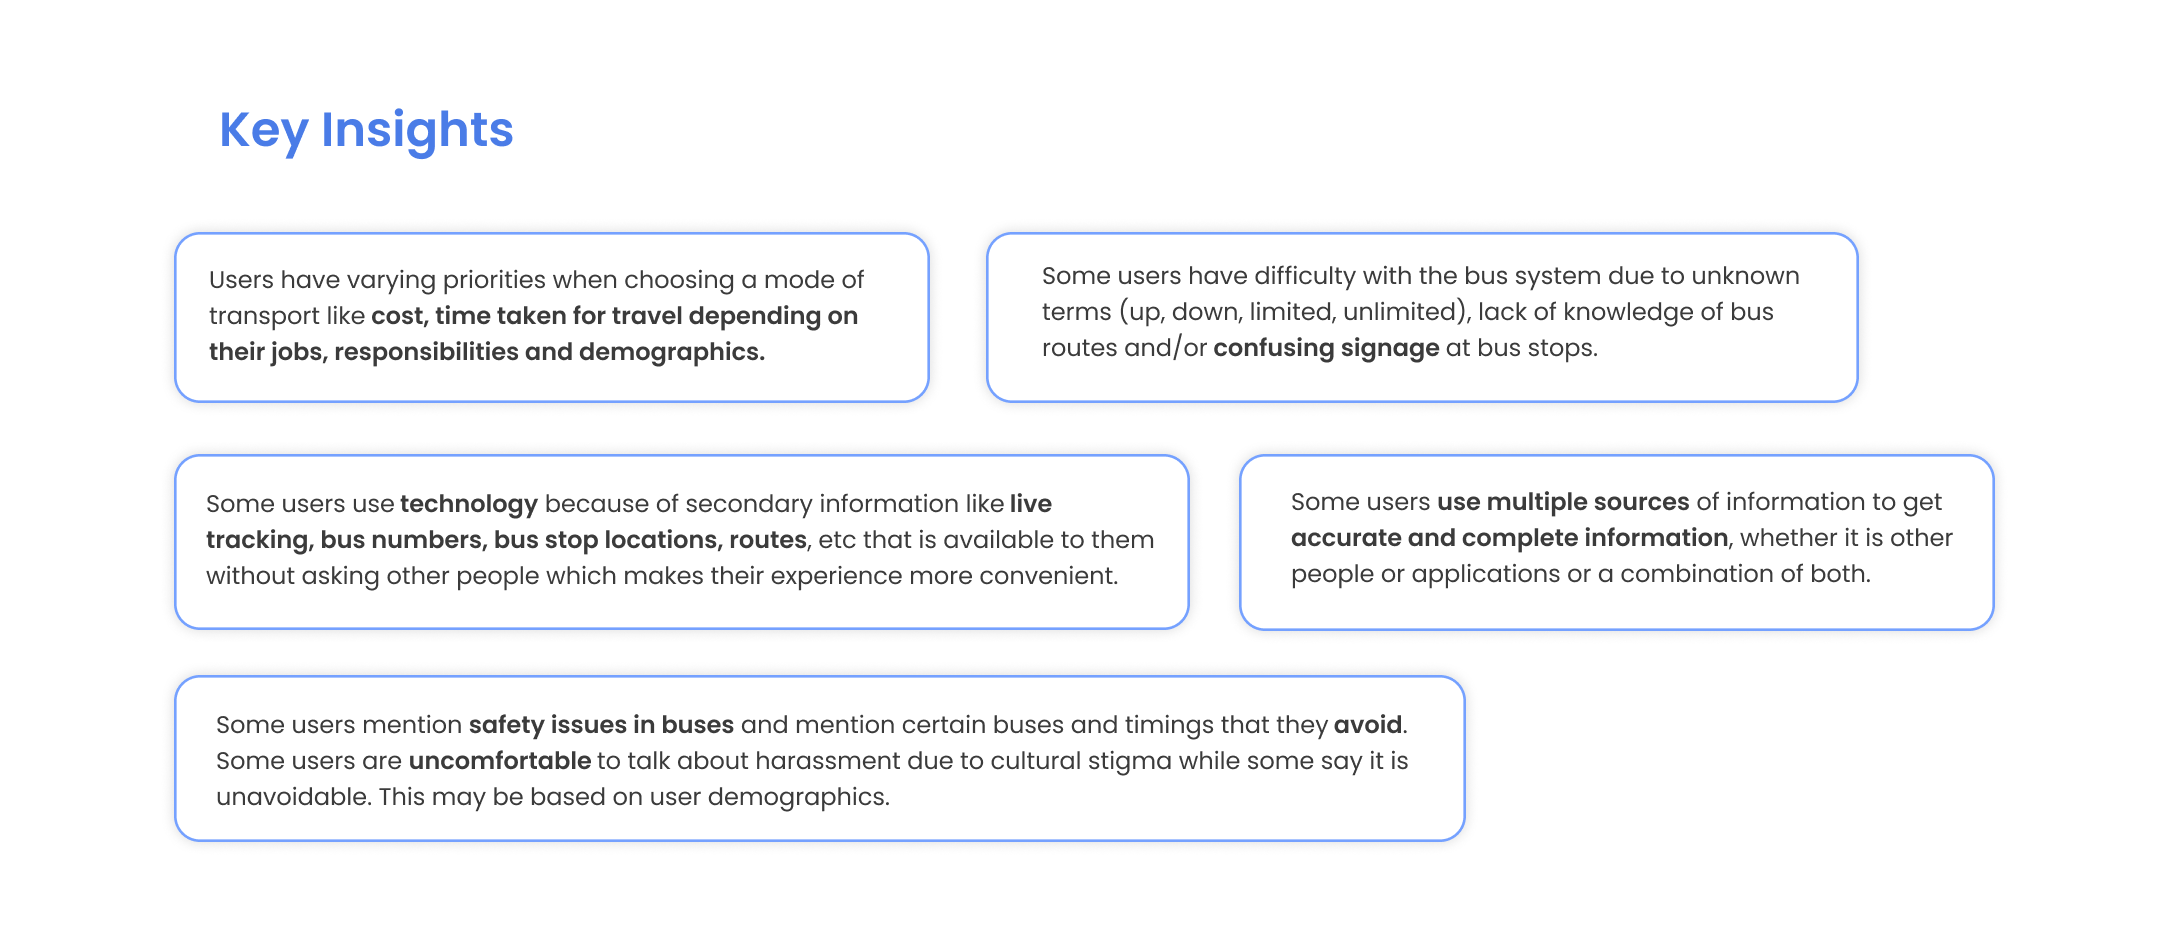 Key Insights
Users have varying priorities when choosing a mode of
transport like cost, time taken for travel depending on
their jobs, responsibilities and demographics.
Some users have difficulty with the bus system due to unknown
terms (up, down, limited, unlimited), lack of knowledge of bus
routes and/or confusing signage at bus stops.
Some users use technology because of secondary information like live
tracking, bus numbers, bus stop locations, routes, etc that is available to them
without asking other people which makes their experience more convenient.
Some users use multiple sources of information to get
accurate and complete information, whether it is other
people or applications or a combination of both.
Some users mention safety issues in buses and mention certain buses and timings that they avoid.
Some users are uncomfortable to talk about harassment due to cultural stigma while some say it is
unavoidable. This may be based on user demographics.